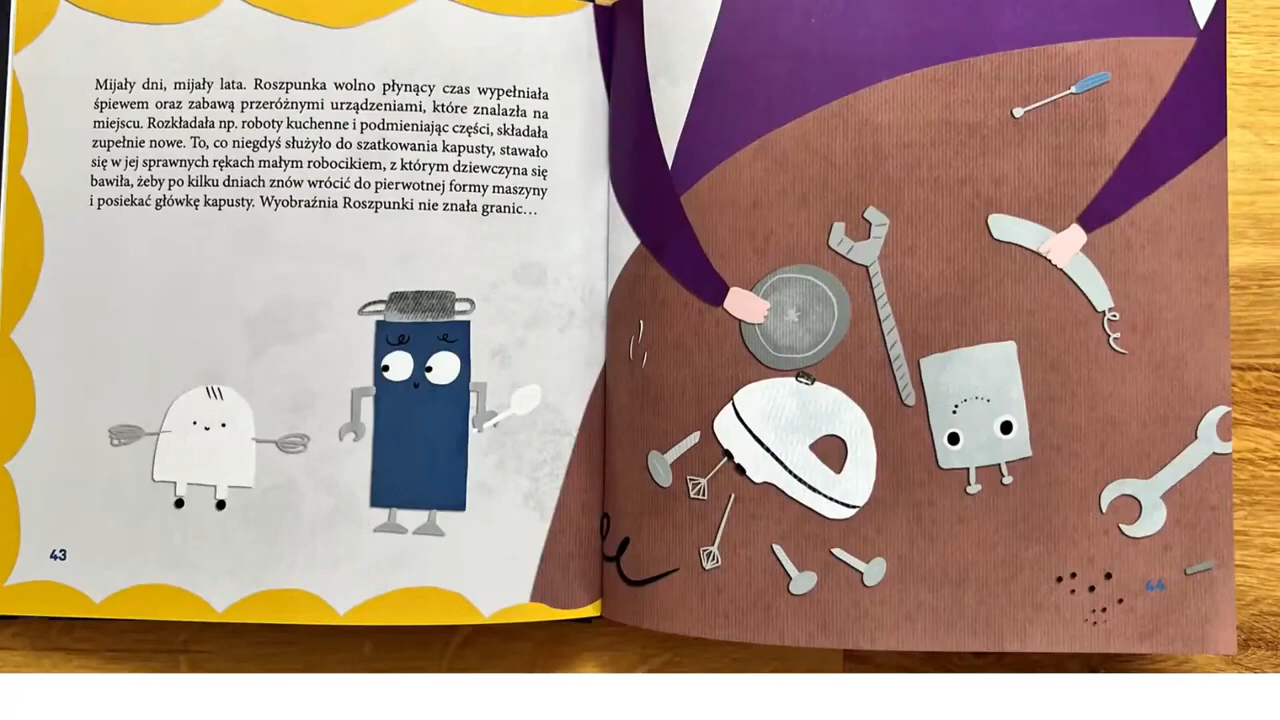 Mijały dni, mijały lata. Roszpunka wolno płynący czas wypełniała
śpiewem oraz zabawą przeróżnymi urządzeniami, które znalazła na
miejscu. Rozkładała np. roboty kuchenne i podmieniając części, składała
zupełnie nowe. To, co niegdyś służyło do szatkowania kapusty, stawało
się w jej sprawnych rękach małym robocikiem, z którym dziewczyna się
bawiła, żeby po kilku dniach znów wrócić do pierwotnej formy maszyny
i posiekać główkę kapusty. Wyobraźnia Roszpunki nie znała granic…
43
44